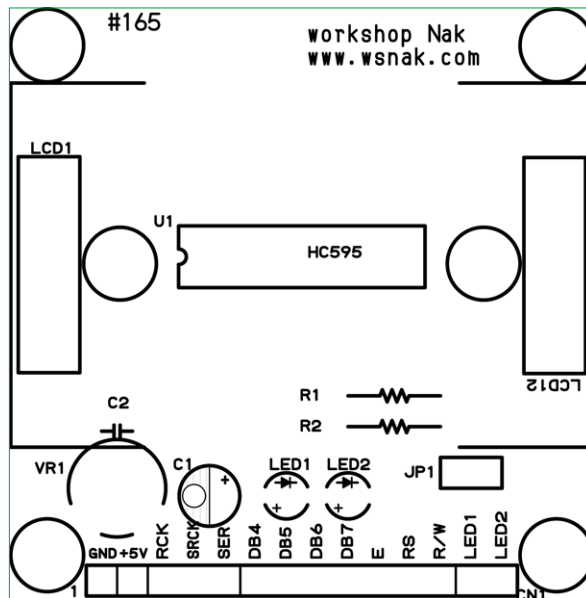 #165
workshop Nak
www.wsnak.com
LCD1
U1
HC595
LCD12
R1
R2
C2
VR1
C1
LED1
LED2
JP1
+
+
+
GND
+5V
RCK
SRCK
SER
DB4
DB5
DB6
DB7
E
RS
R/W
LED1
LED2
1
CN1